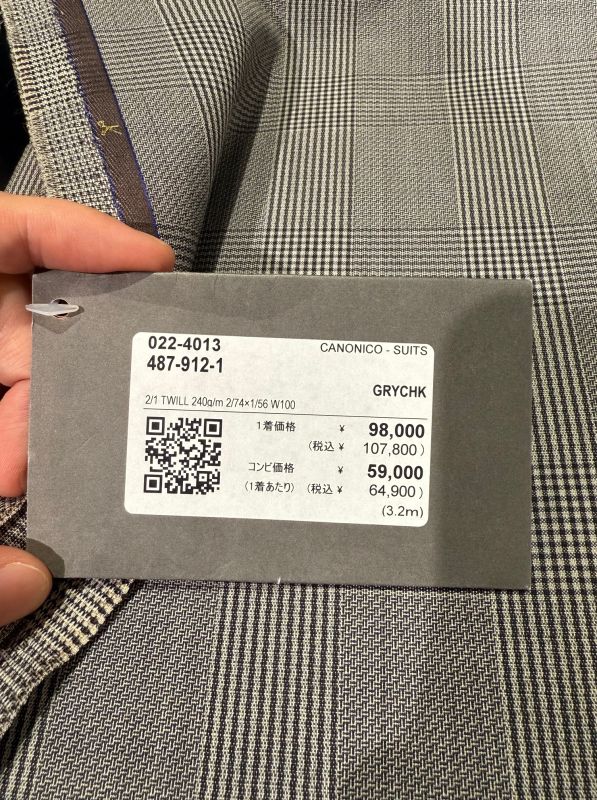 022-4013
487-912-1
CANONICO - SUITS
GRYCHK
2/1 TWILL 240g/m 2/74×1/56 W100
1着価格 ¥ 98,000
(税込 ¥ 107,800)
コンビ価格 ¥ 59,000
(1着あたり) (税込 ¥ 64,900)
(3.2m)